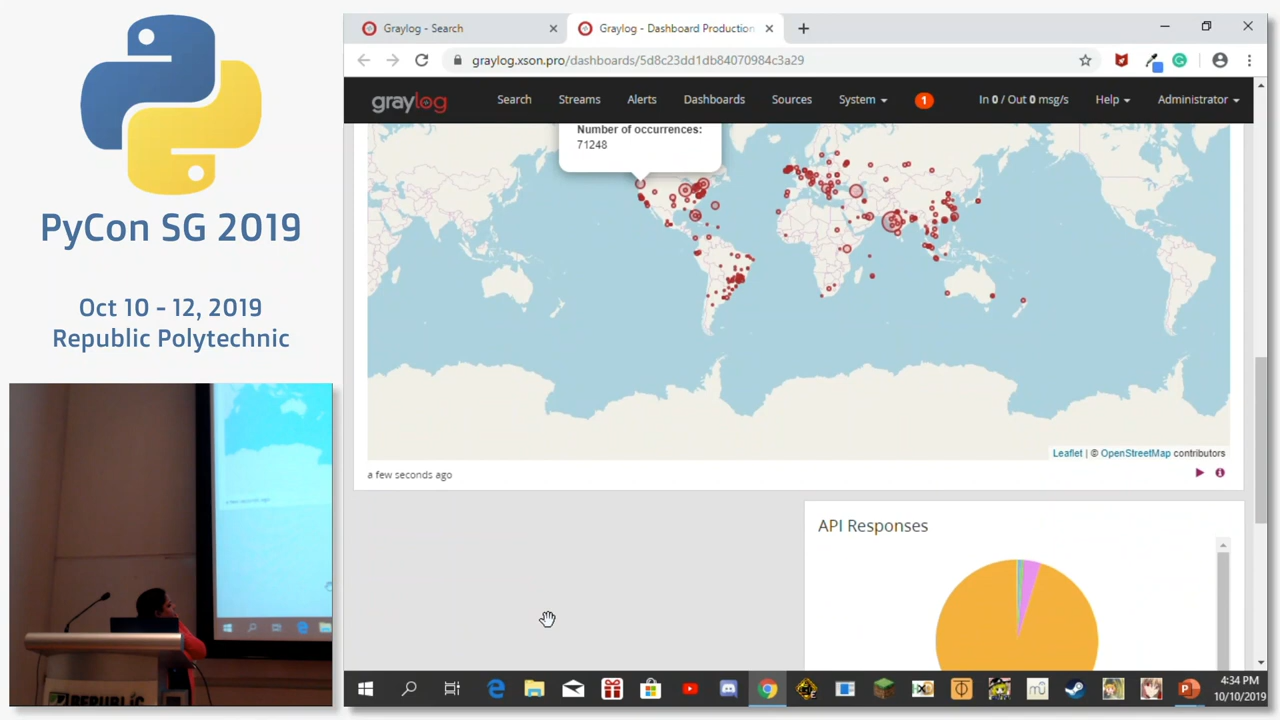 PyCon SG 2019
Oct 10 - 12, 2019
Republic Polytechnic
REPUBLIC
Graylog - Search
Graylog - Dashboard Production
graylog.xson.pro/dashboards/5d8c23dd1db84070984c3a29
graylog
Search
Streams
Alerts
Dashboards
Sources
System
1
In 0 / Out 0 msg/s
Help
Administrator
Number of occurrences:
71248
Leaflet | © OpenStreetMap contributors
a few seconds ago
API Responses
4:34 PM
10/10/2019